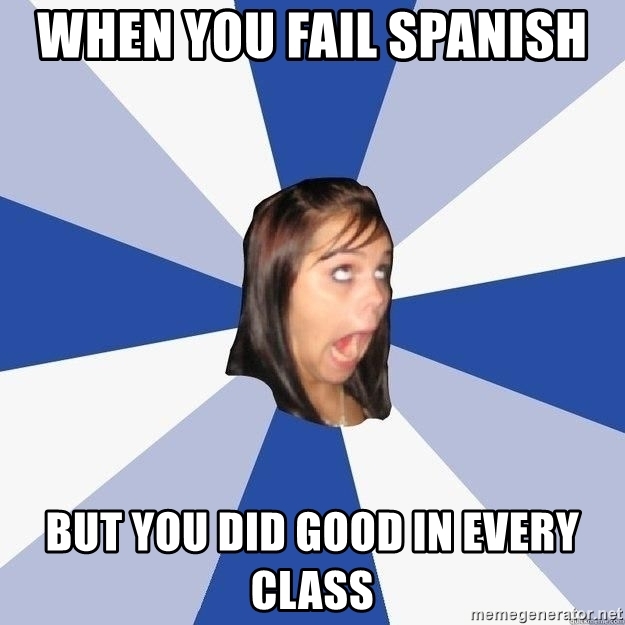 WHEN YOU FAIL SPANISH
BUT YOU DID GOOD IN EVERY
CLASS
memegenerator.net